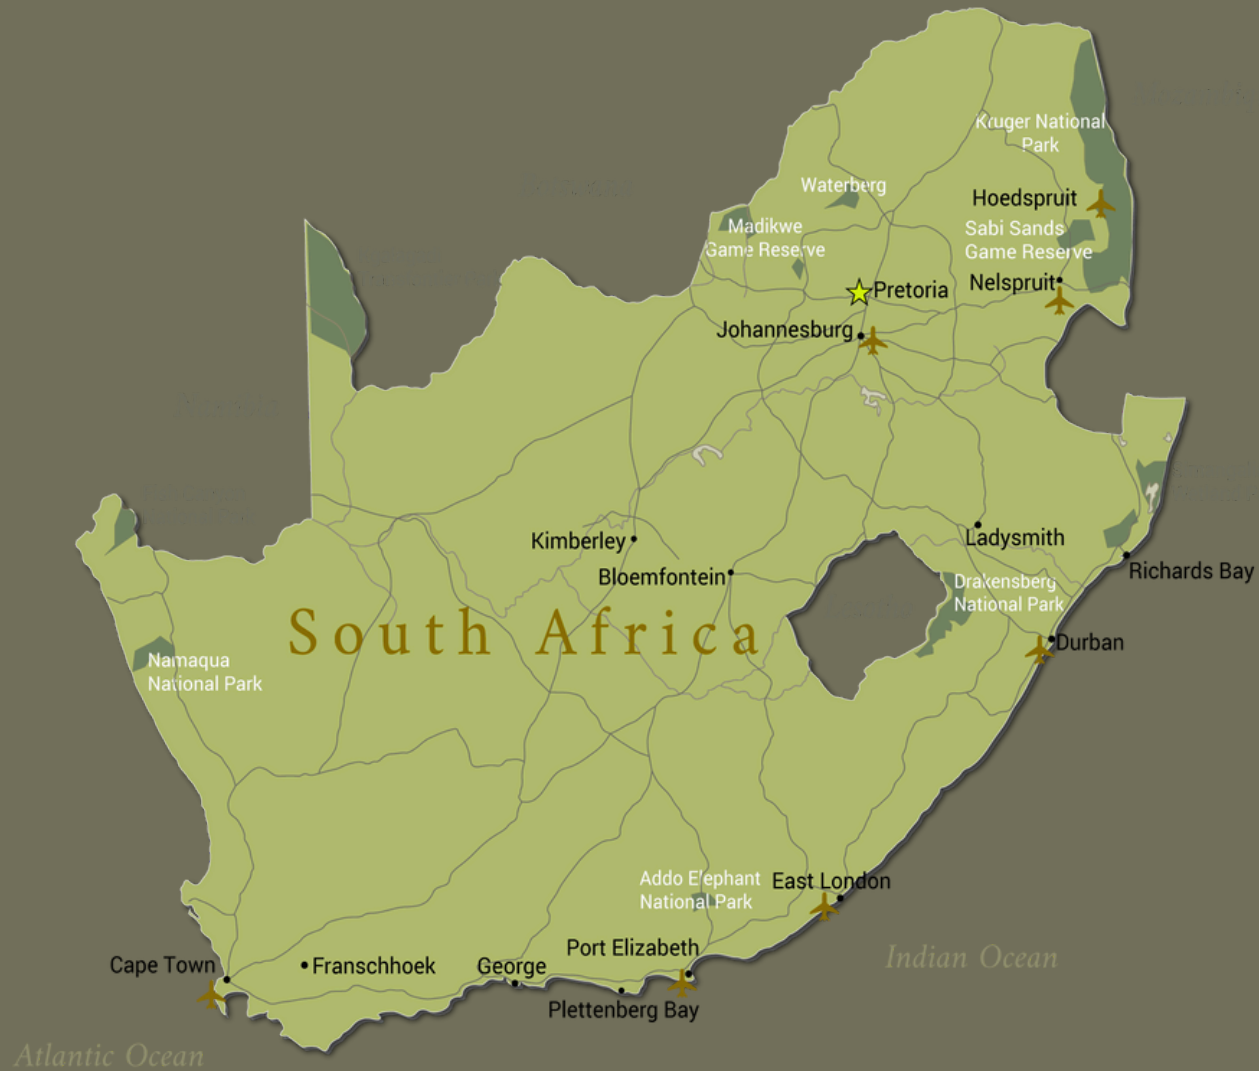 Kruger National
Park
Waterberg
Hoedspruit
Madikwe
Game Reserve
Sabi Sands
Game Reserve
Nelspruit
Pretoria
Johannesburg
Kimberley
Ladysmith
Bloemfontein
Richards Bay
Drakensberg
National Park
South Africa
Durban
Namaqua
National Park
Addo Elephant
National Park
East London
Port Elizabeth
Indian Ocean
Cape Town
Franschhoek
George
Plettenberg Bay
Atlantic Ocean